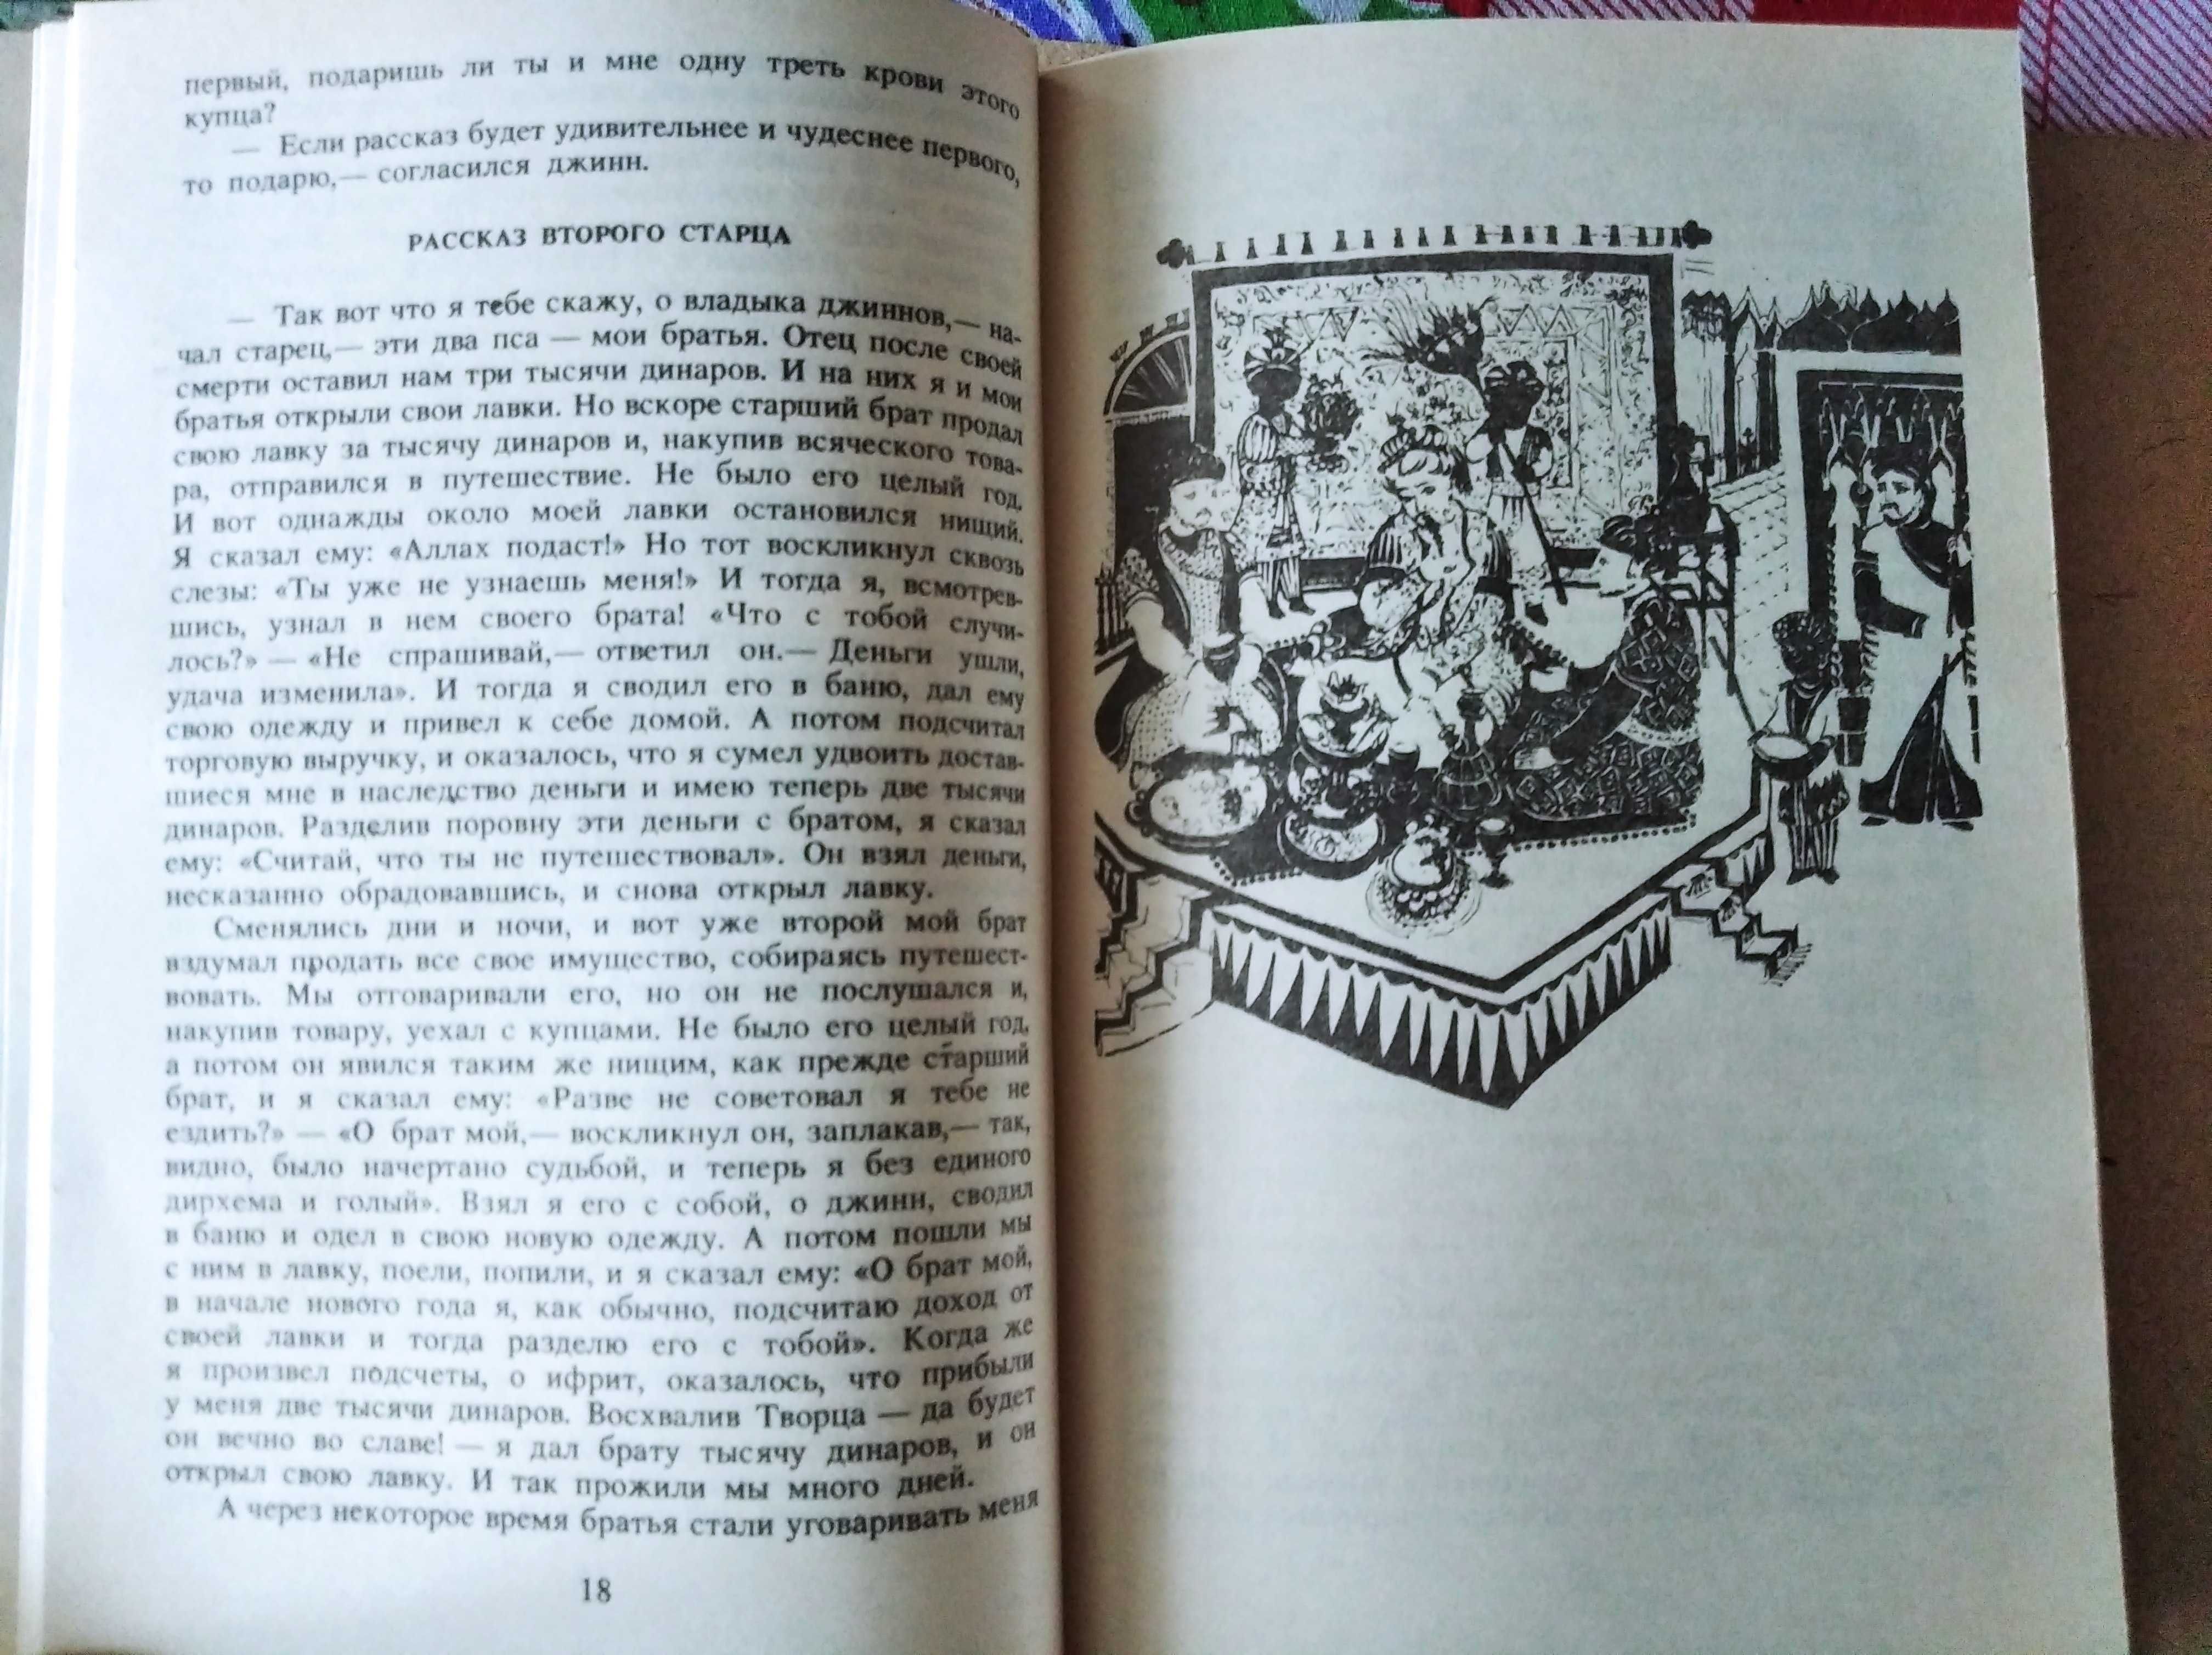 первый, подаришь ли ты и мне одну треть крови этого
купца?
— Если рассказ будет удивительнее и чудеснее первого,
то подарю,— согласился джинн.
РАССКАЗ ВТОРОГО СТАРЦА
— Так вот что я тебе скажу, о владыка джиннов,— на-
чал старец,— эти два пса — мои братья. Отец после своей
смерти оставил нам три тысячи динаров. И на них я и мои
братья открыли свои лавки. Но вскоре старший брат продал
свою лавку за тысячу динаров и, накупив всяческого това-
ра, отправился в путешествие. Не было его целый год.
И вот однажды около моей лавки остановился нищий.
Я сказал ему: «Аллах подаст!» Но тот воскликнул сквозь
слезы: «Ты уже не узнаешь меня!» И тогда я, всмотрев-
шись, узнал в нем своего брата! «Что с тобой случи-
лось?» — «Не спрашивай,— ответил он.— Деньги ушли,
удача изменила». И тогда я сводил его в баню, дал ему
свою одежду и привел к себе домой. А потом подсчитал
торговую выручку, и оказалось, что я сумел удвоить достав-
шиеся мне в наследство деньги и имею теперь две тысячи
динаров. Разделив поровну эти деньги с братом, я сказал
ему: «Считай, что ты не путешествовал». Он взял деньги,
несказанно обрадовавшись, и снова открыл лавку.
Сменялись дни и ночи, и вот уже второй мой брат
вздумал продать все свое имущество, собираясь путешест-
вовать. Мы отговаривали его, но он не послушался и,
накупив товару, уехал с купцами. Не было его целый год,
а потом он явился таким же нищим, как прежде старший
брат, и я сказал ему: «Разве не советовал я тебе не
ездить?» — «О брат мой,— воскликнул он, заплакав,— так,
видно, было начертано судьбой, и теперь я без единого
дирхема и голый». Взял я его с собой, о джинн, сводил
в баню и одел в свою новую одежду. А потом пошли мы
с ним в лавку, поели, попили, и я сказал ему: «О брат мой,
в начале нового года я, как обычно, подсчитаю доход от
своей лавки и тогда разделю его с тобой». Когда же
я произвел подсчеты, о ифрит, оказалось, что прибыли
у меня две тысячи динаров. Восхвалив Творца — да будет
он вечно во славе! — я дал брату тысячу динаров, и он
открыл свою лавку. И так прожили мы много дней.
А через некоторое время братья стали уговаривать меня
18